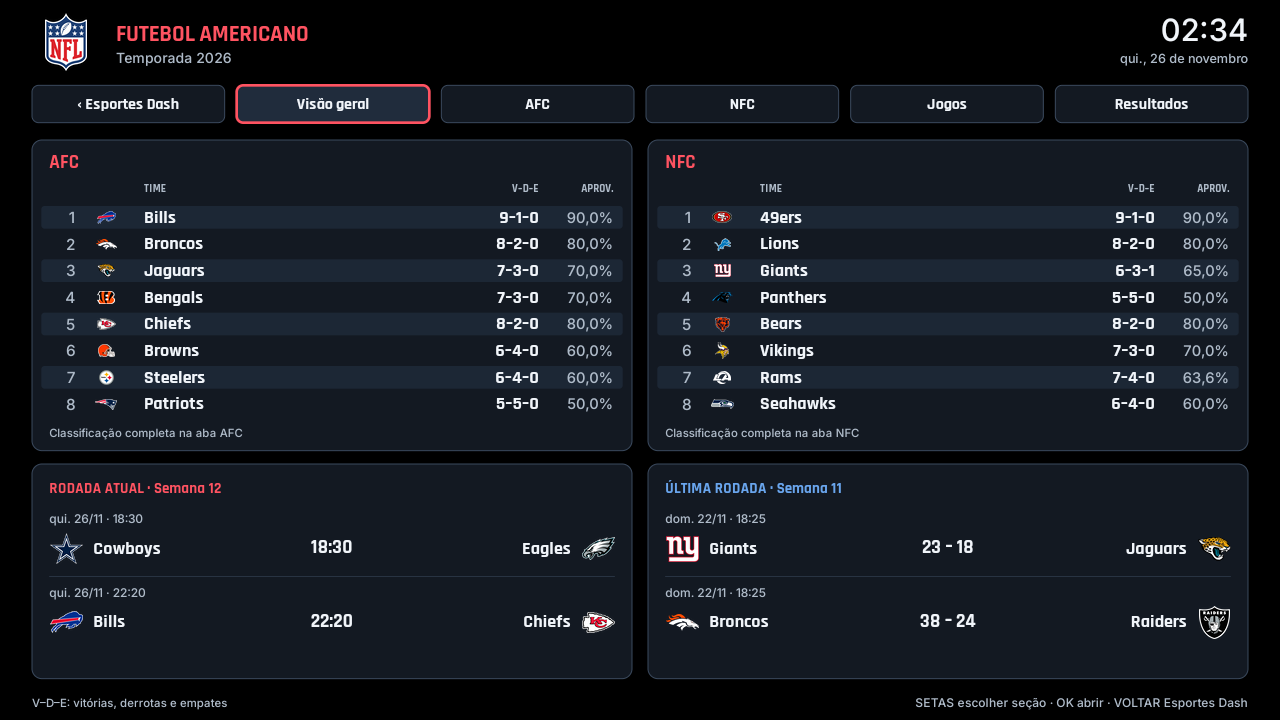 NFL
FUTEBOL AMERICANO
Temporada 2026
02:34
qui., 26 de novembro
‹ Esportes Dash
Visão geral
AFC
NFC
Jogos
Resultados
AFC
TIME V-D-E APROV.
1 Bills 9-1-0 90,0%
2 Broncos 8-2-0 80,0%
3 Jaguars 7-3-0 70,0%
4 Bengals 7-3-0 70,0%
5 Chiefs 8-2-0 80,0%
6 Browns 6-4-0 60,0%
7 Steelers 6-4-0 60,0%
8 Patriots 5-5-0 50,0%
Classificação completa na aba AFC
NFC
TIME V-D-E APROV.
1 49ers 9-1-0 90,0%
2 Lions 8-2-0 80,0%
3 Giants 6-3-1 65,0%
4 Panthers 5-5-0 50,0%
5 Bears 8-2-0 80,0%
6 Vikings 7-3-0 70,0%
7 Rams 7-4-0 63,6%
8 Seahawks 6-4-0 60,0%
Classificação completa na aba NFC
RODADA ATUAL · Semana 12
qui. 26/11 · 18:30
Cowboys 18:30 Eagles
qui. 26/11 · 22:20
Bills 22:20 Chiefs
ÚLTIMA RODADA · Semana 11
dom. 22/11 · 18:25
ny Giants 23 - 18 Jaguars
dom. 22/11 · 18:25
Broncos 38 - 24 Raiders
RAIDERS
V–D–E: vitórias, derrotas e empates
SETAS escolher seção · OK abrir · VOLTAR Esportes Dash